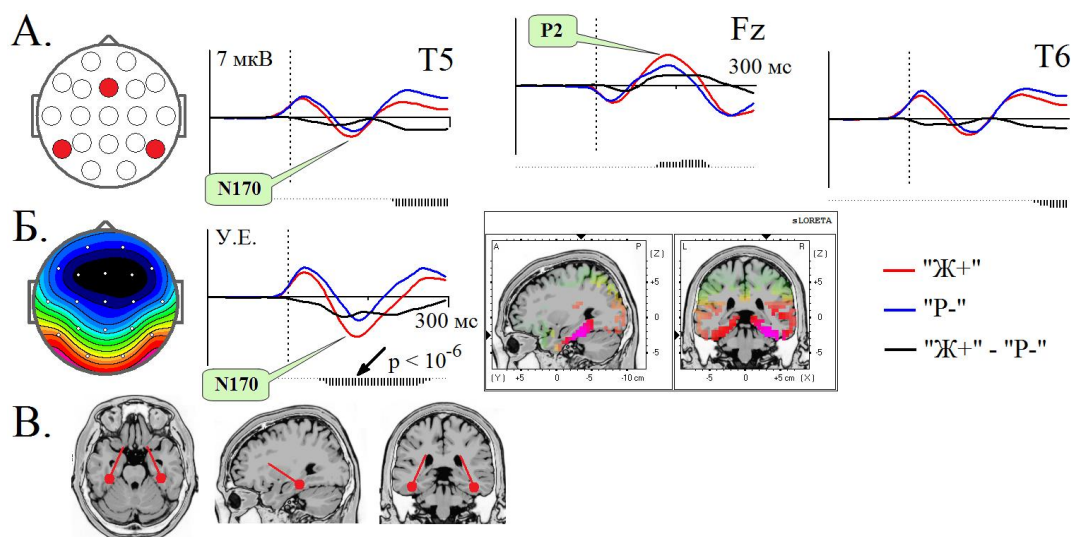 А.
7 мкВ
T5
N170
P2
Fz
300 мс
T6
Б.
У.Е.
N170
300 мс
p < 10⁻⁶
sLORETA
A P
(Z)
+5
0
-5
(Y) +5 0 -5 -10 cm
L R
(Z)
+5
0
-5
-5 0 +5 cm (X)
"Ж+"
"Р-"
"Ж+" - "Р-"
В.